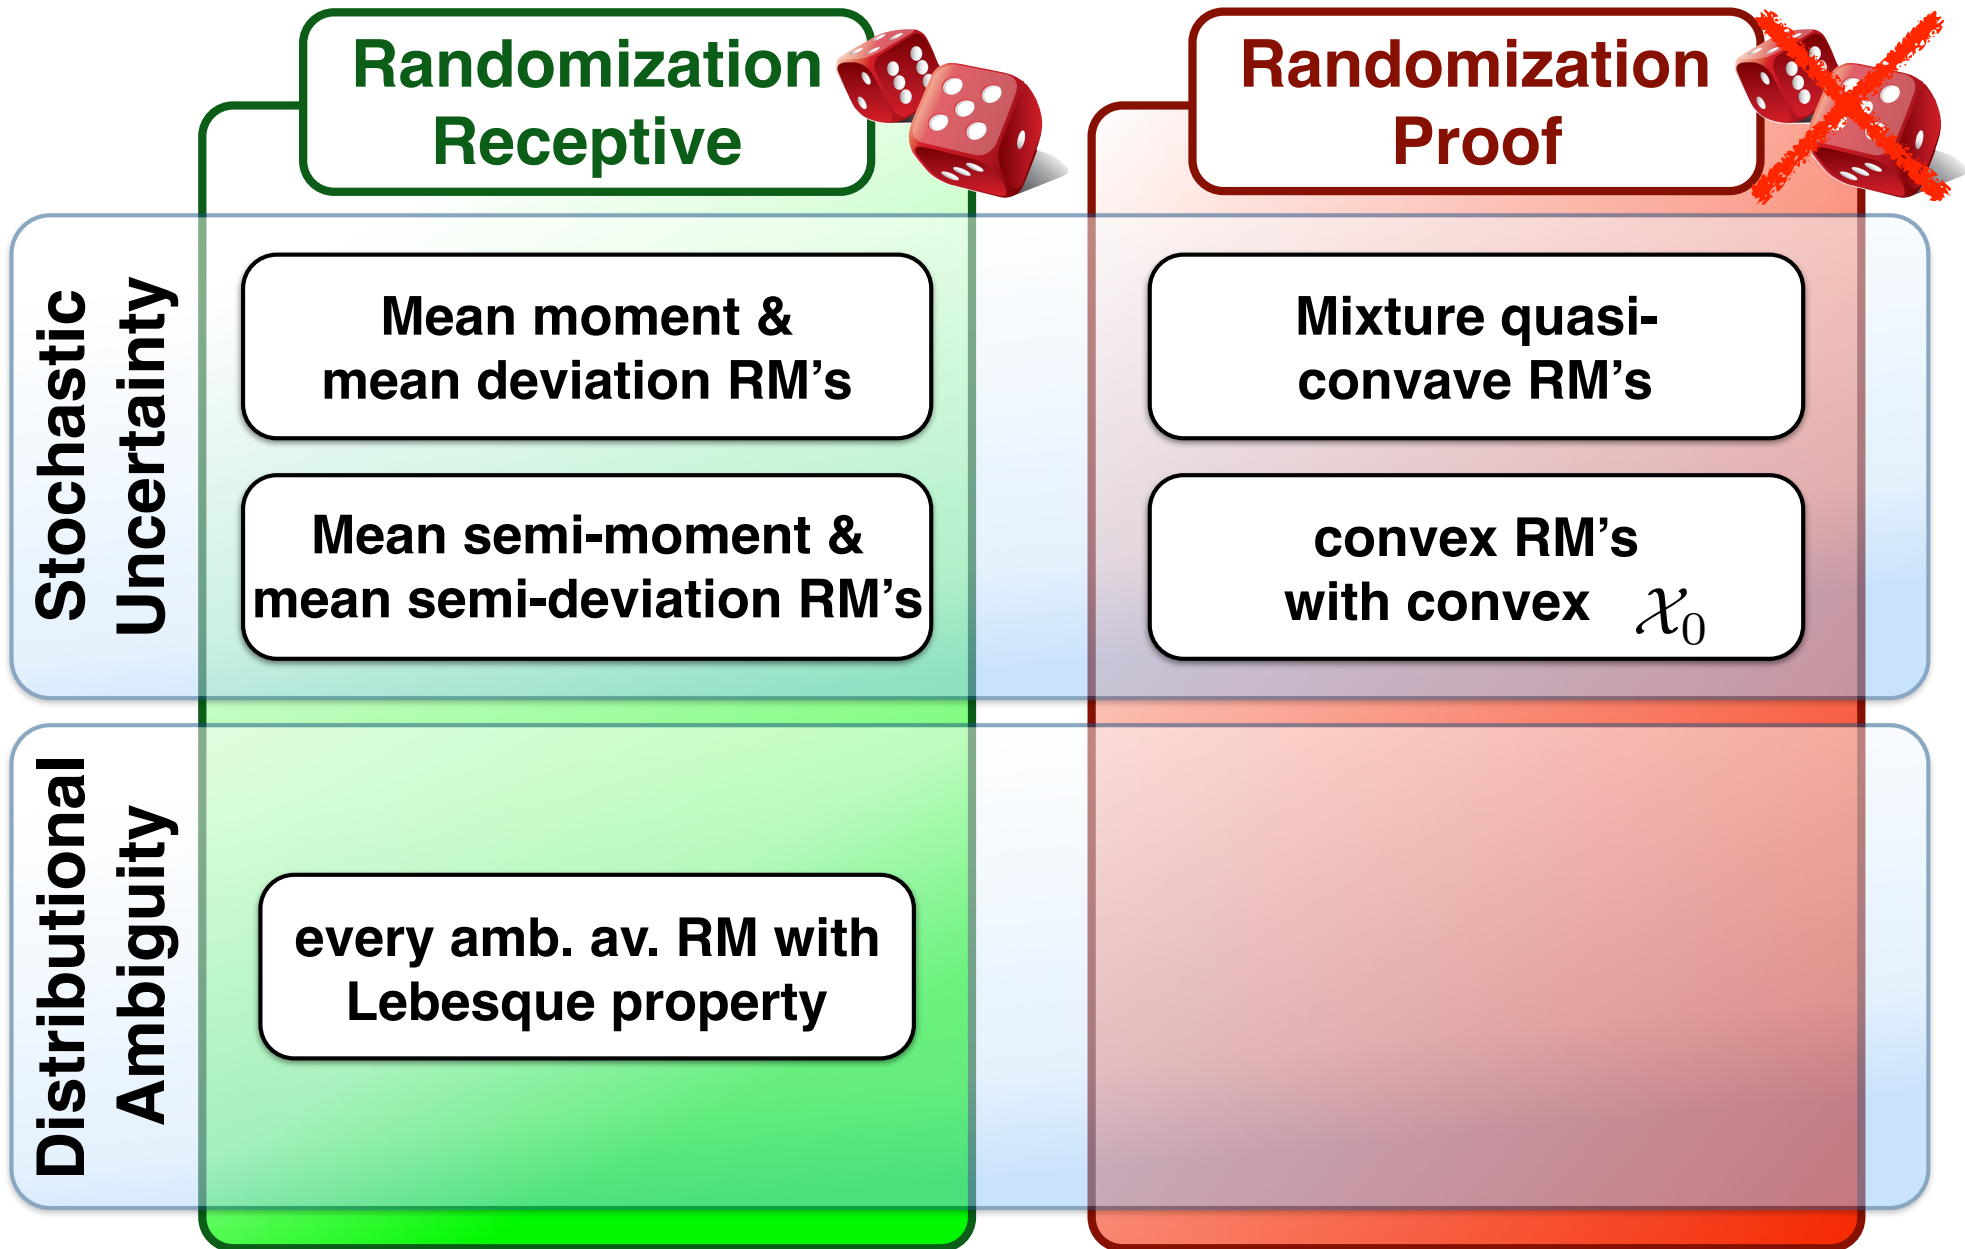 Randomization
Receptive
Randomization
Proof
Stochastic
Uncertainty
Mean moment &
mean deviation RM's
Mixture quasi-
convave RM's
Mean semi-moment &
mean semi-deviation RM's
convex RM's
with convex 𝒳₀
Distributional
Ambiguity
every amb. av. RM with
Lebesque property